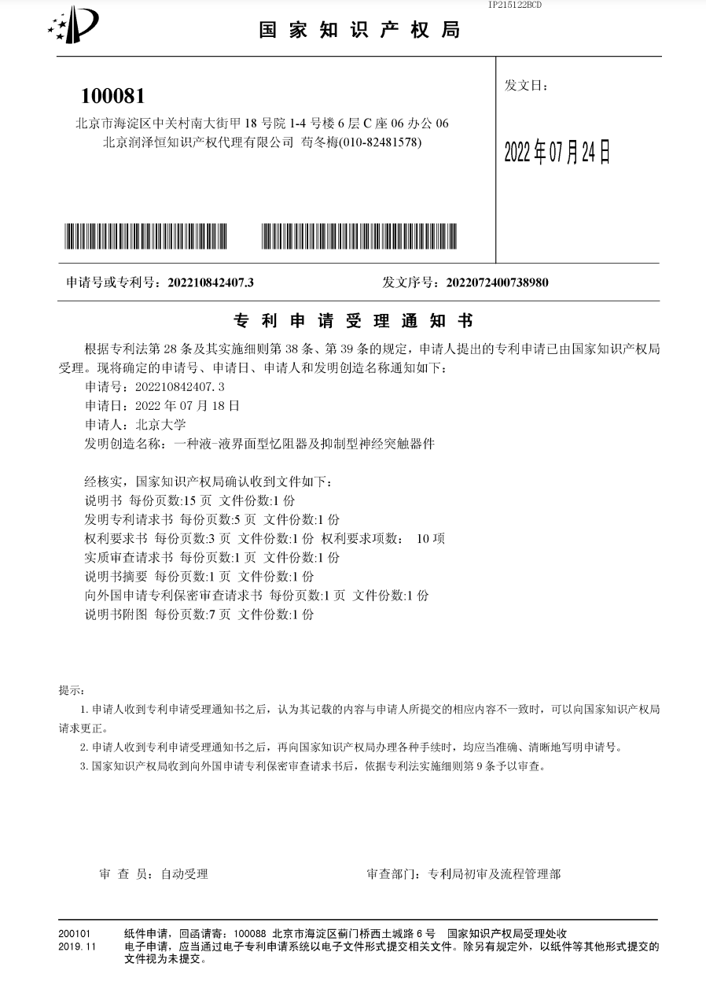 IP215122BCD
国家知识产权局
100081
北京市海淀区中关村南大街甲 18 号院 1-4 号楼 6 层 C 座 06 办公 06
北京润泽恒知识产权代理有限公司 苟冬梅(010-82481578)
发文日：
2022 年 07 月 24 日
申请号或专利号：202210842407.3
发文序号：2022072400738980
专利申请受理通知书
根据专利法第 28 条及其实施细则第 38 条、第 39 条的规定，申请人提出的专利申请已由国家知识产权局
受理。现将确定的申请号、申请日、申请人和发明创造名称通知如下：
申请号：202210842407.3
申请日：2022 年 07 月 18 日
申请人：北京大学
发明创造名称：一种液-液界面型忆阻器及抑制型神经突触器件
经核实，国家知识产权局确认收到文件如下：
说明书 每份页数:15 页 文件份数:1 份
发明专利请求书 每份页数:5 页 文件份数:1 份
权利要求书 每份页数:3 页 文件份数:1 份 权利要求项数： 10 项
实质审查请求书 每份页数:1 页 文件份数:1 份
说明书摘要 每份页数:1 页 文件份数:1 份
向外国申请专利保密审查请求书 每份页数:1 页 文件份数:1 份
说明书附图 每份页数:7 页 文件份数:1 份
提示：
1.申请人收到专利申请受理通知书之后，认为其记载的内容与申请人所提交的相应内容不一致时，可以向国家知识产权局
请求更正。
2.申请人收到专利申请受理通知书之后，再向国家知识产权局办理各种手续时，均应当准确、清晰地写明申请号。
3.国家知识产权局收到向外国申请专利保密审查请求书后，依据专利法实施细则第 9 条予以审查。
审 查 员：自动受理
审查部门：专利局初审及流程管理部
200101 纸件申请，回函请寄：100088 北京市海淀区蓟门桥西土城路 6 号 国家知识产权局受理处收
2019.11 电子申请，应当通过电子专利申请系统以电子文件形式提交相关文件。除另有规定外，以纸件等其他形式提交的
文件视为未提交。